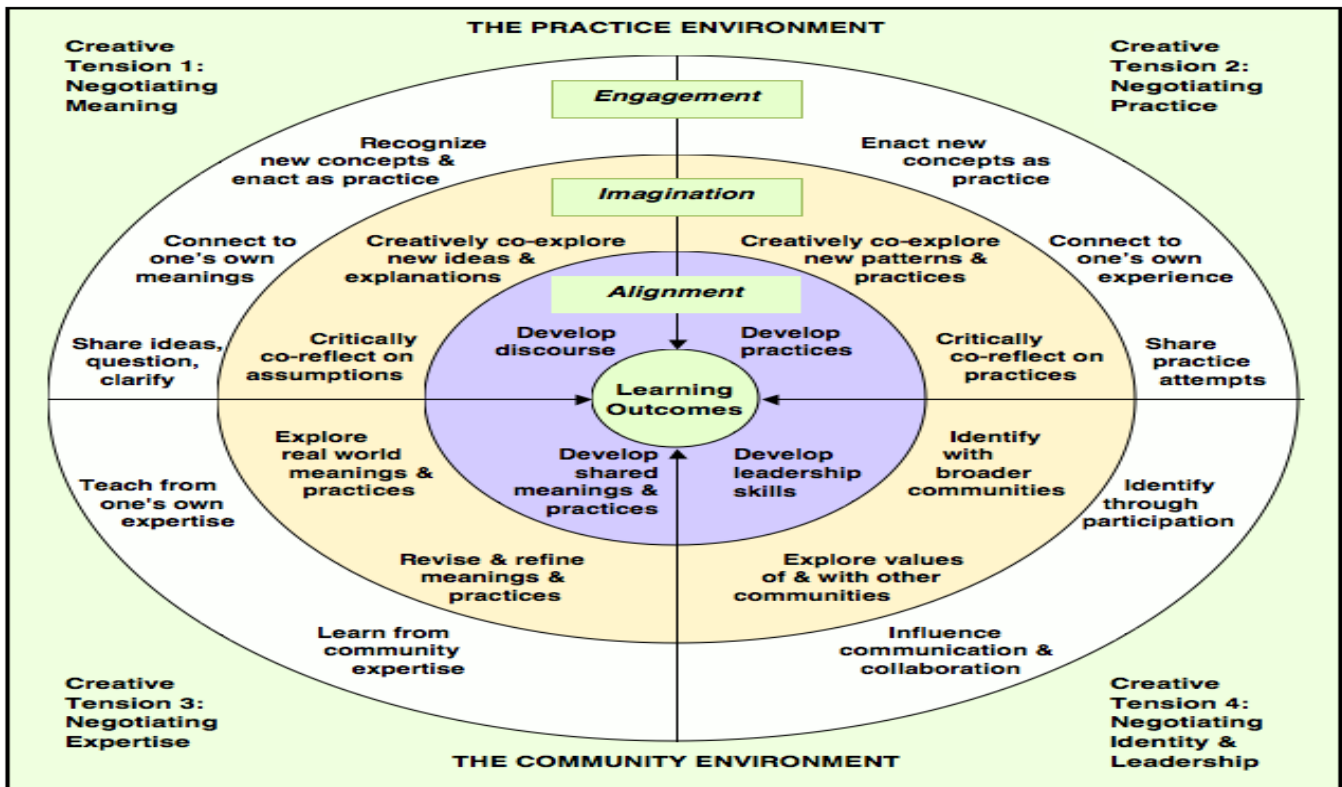 THE PRACTICE ENVIRONMENT
Creative
Tension 1:
Negotiating
Meaning
Creative
Tension 2:
Negotiating
Practice
Engagement
Recognize
new concepts &
enact as practice
Enact new
concepts as
practice
Imagination
Connect to
one's own
meanings
Creatively co-explore
new ideas &
explanations
Creatively co-explore
new patterns &
practices
Connect to
one's own
experience
Alignment
Share ideas,
question,
clarify
Critically
co-reflect on
assumptions
Develop
discourse
Develop
practices
Critically
co-reflect on
practices
Share
practice
attempts
Learning
Outcomes
Teach from
one's own
expertise
Explore
real world
meanings &
practices
Develop
shared
meanings &
practices
Develop
leadership
skills
Identify
with
broader
communities
Identify
through
participation
Revise & refine
meanings &
practices
Explore values
of & with other
communities
Learn from
community
expertise
Influence
communication &
collaboration
Creative
Tension 3:
Negotiating
Expertise
Creative
Tension 4:
Negotiating
Identity &
Leadership
THE COMMUNITY ENVIRONMENT